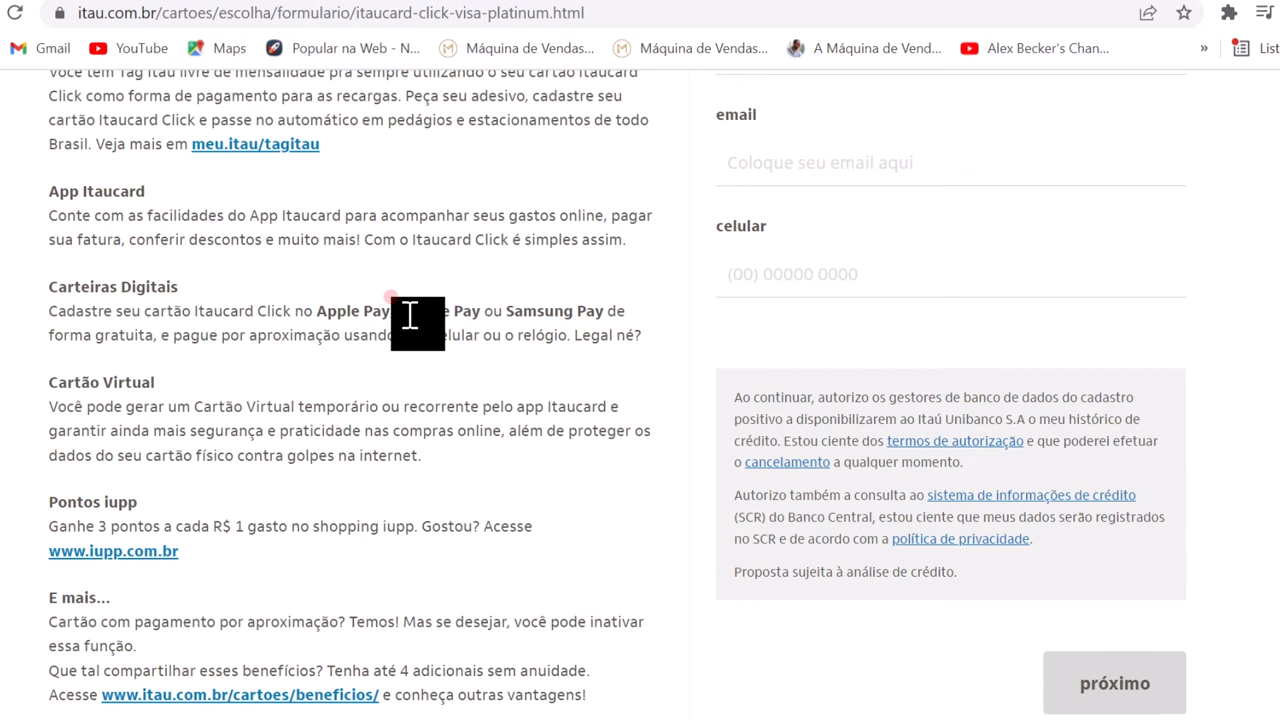 itau.com.br/cartoes/escolha/formulario/itaucard-click-visa-platinum.html
Gmail YouTube Maps Popular na Web - N... Máquina de Vendas... Máquina de Vendas... A Máquina de Vend... Alex Becker's Chan... » List
Você tem Tag Itaú livre de mensalidade pra sempre utilizando o seu cartão Itaucard
Click como forma de pagamento para as recargas. Peça seu adesivo, cadastre seu
cartão Itaucard Click e passe no automático em pedágios e estacionamentos de todo
Brasil. Veja mais em meu.itau/tagitau
App Itaucard
Conte com as facilidades do App Itaucard para acompanhar seus gastos online, pagar
sua fatura, conferir descontos e muito mais! Com o Itaucard Click é simples assim.
Carteiras Digitais
Cadastre seu cartão Itaucard Click no Apple Pay Pay ou Samsung Pay de
forma gratuita, e pague por aproximação usando ou o relógio. Legal né?
Cartão Virtual
Você pode gerar um Cartão Virtual temporário ou recorrente pelo app Itaucard e
garantir ainda mais segurança e praticidade nas compras online, além de proteger os
dados do seu cartão físico contra golpes na internet.
Pontos iupp
Ganhe 3 pontos a cada R$ 1 gasto no shopping iupp. Gostou? Acesse
www.iupp.com.br
E mais...
Cartão com pagamento por aproximação? Temos! Mas se desejar, você pode inativar
essa função.
Que tal compartilhar esses benefícios? Tenha até 4 adicionais sem anuidade.
Acesse www.itau.com.br/cartoes/beneficios/ e conheça outras vantagens!
email
Coloque seu email aqui
celular
(00) 00000 0000
Ao continuar, autorizo os gestores de banco de dados do cadastro
positivo a disponibilizarem ao Itaú Unibanco S.A o meu histórico de
crédito. Estou ciente dos termos de autorização e que poderei efetuar
o cancelamento a qualquer momento.
Autorizo também a consulta ao sistema de informações de crédito
(SCR) do Banco Central, estou ciente que meus dados serão registrados
no SCR e de acordo com a política de privacidade.
Proposta sujeita à análise de crédito.
próximo